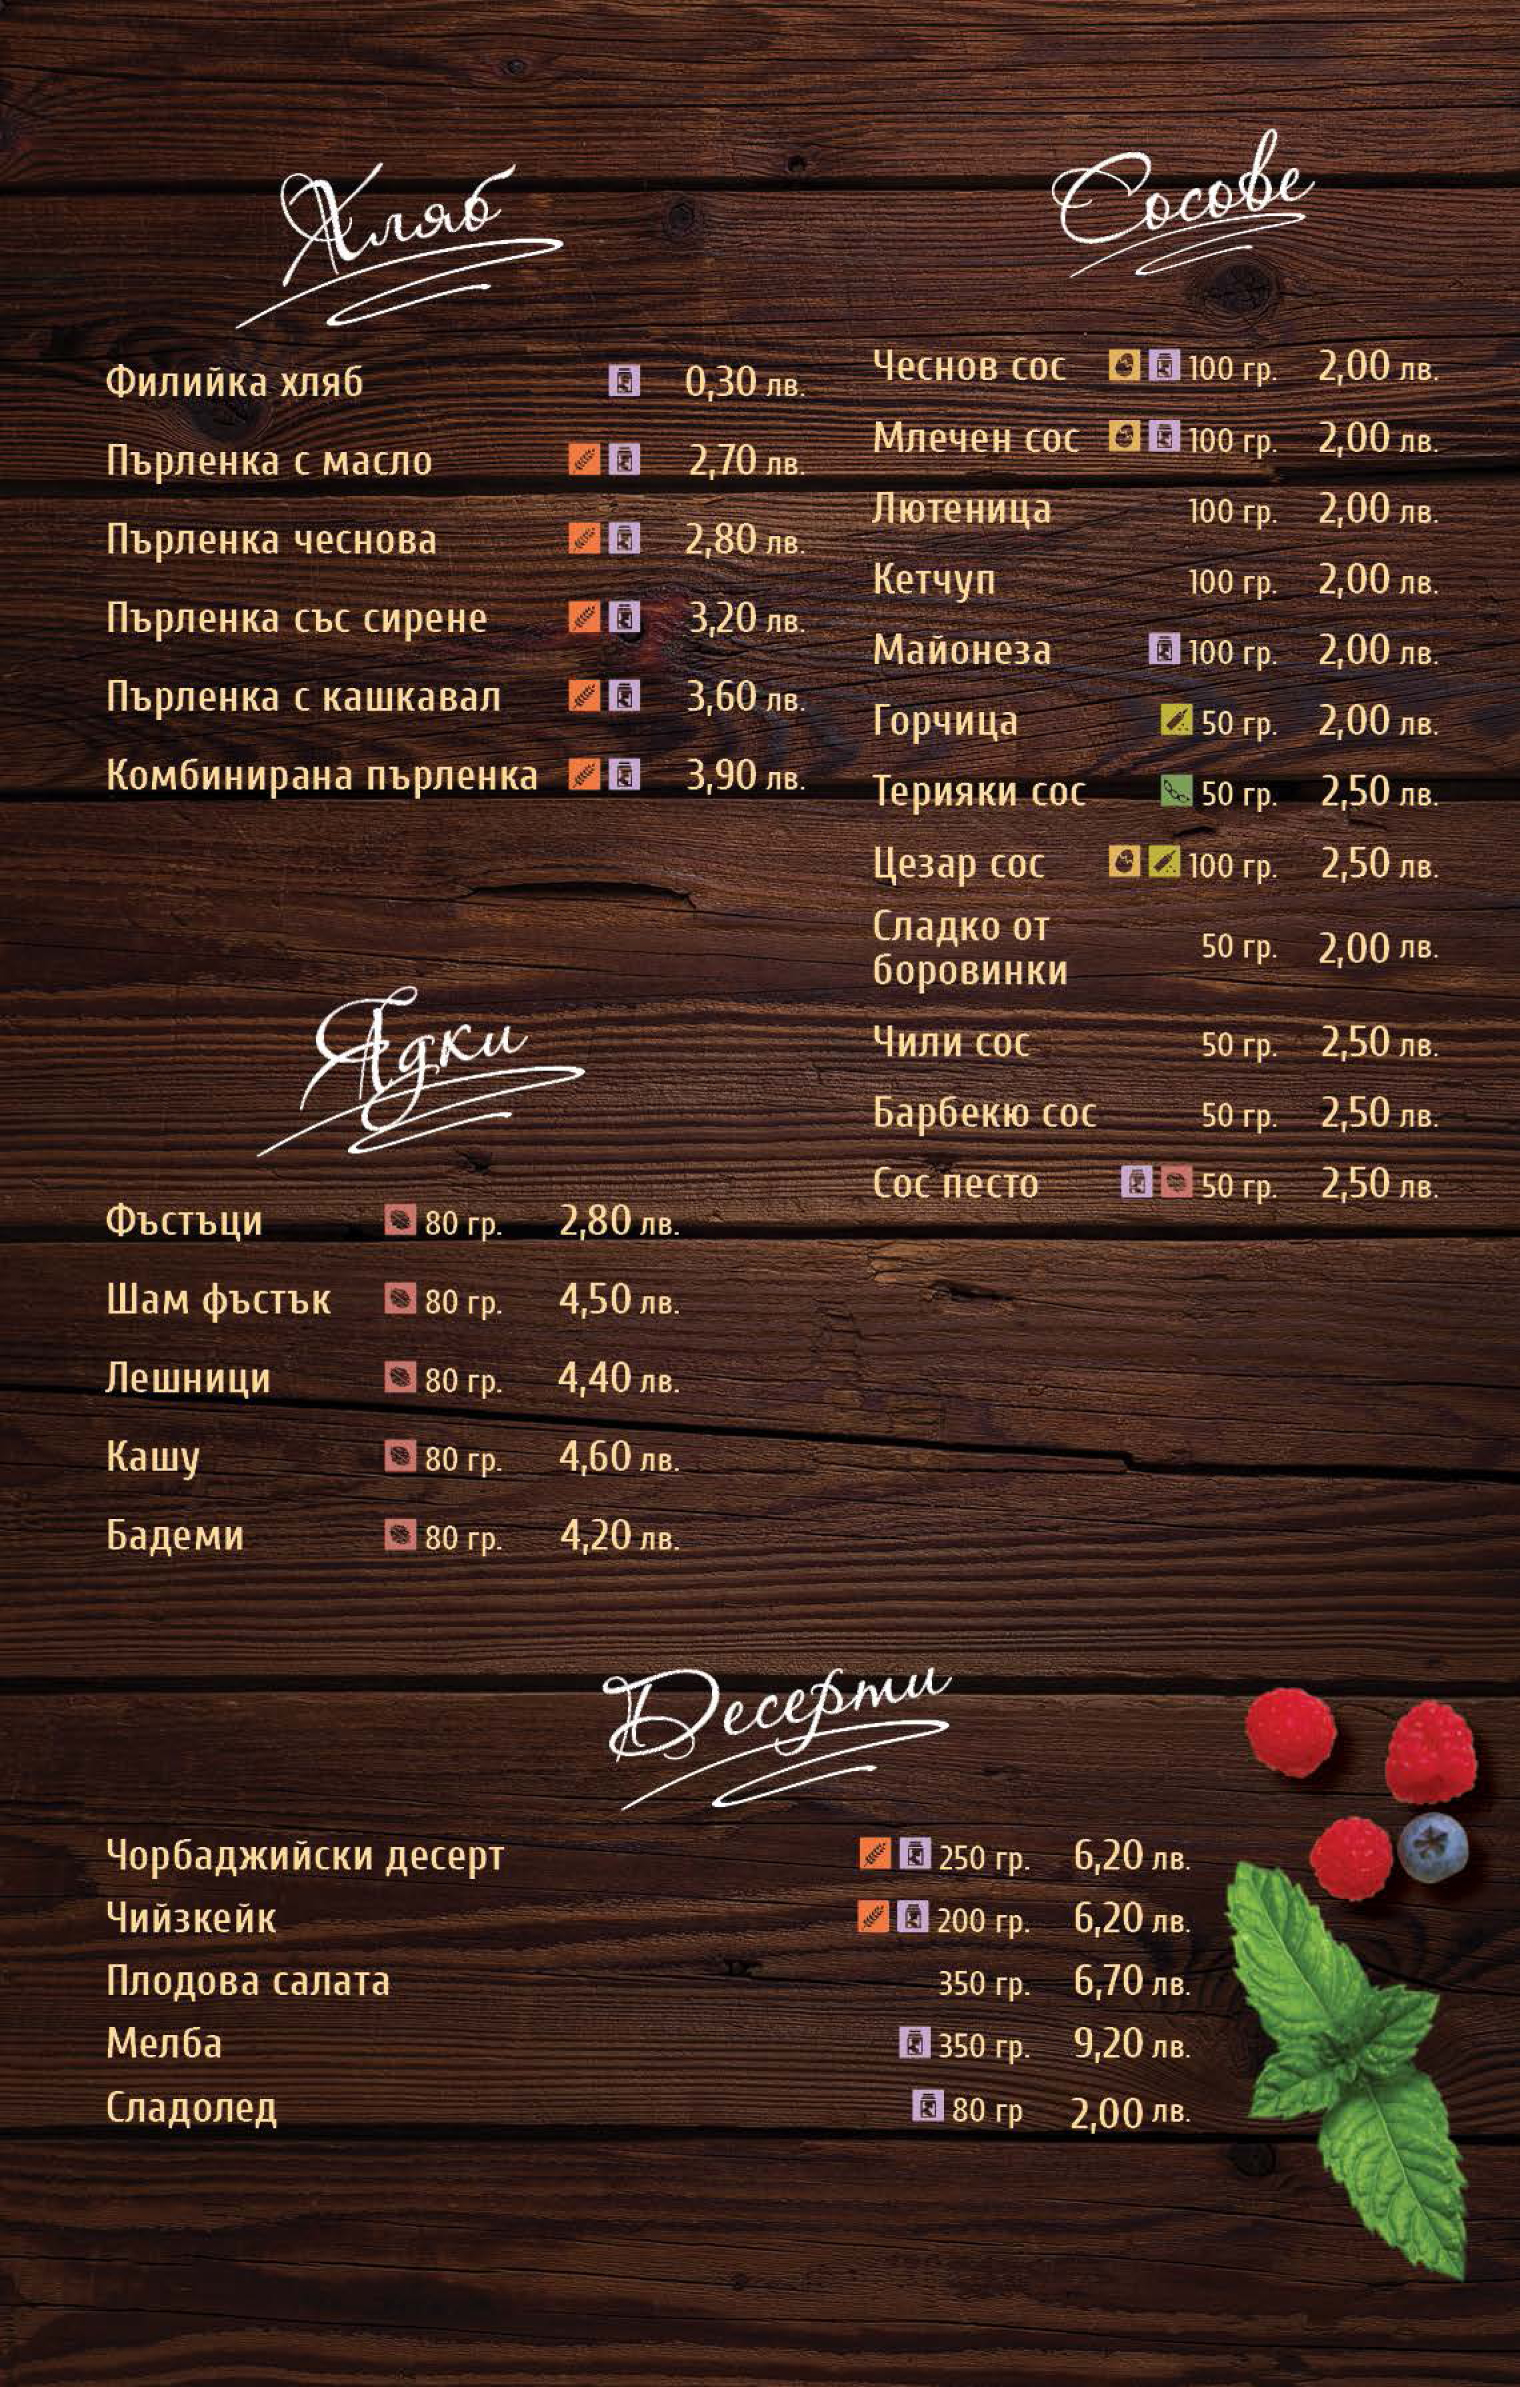 Хляб
Филийка хляб 0,30 лв.
Пърленка с масло 2,70 лв.
Пърленка чеснова 2,80 лв.
Пърленка със сирене 3,20 лв.
Пърленка с кашкавал 3,60 лв.
Комбинирана пърленка 3,90 лв.
Сосове
Чеснов сос 100 гр. 2,00 лв.
Млечен сос 100 гр. 2,00 лв.
Лютеница 100 гр. 2,00 лв.
Кетчуп 100 гр. 2,00 лв.
Майонеза 100 гр. 2,00 лв.
Горчица 50 гр. 2,00 лв.
Терияки сос 50 гр. 2,50 лв.
Цезар сос 100 гр. 2,50 лв.
Сладко от
боровинки 50 гр. 2,00 лв.
Чили сос 50 гр. 2,50 лв.
Барбекю сос 50 гр. 2,50 лв.
Сос песто 50 гр. 2,50 лв.
Ядки
Фъстъци 80 гр. 2,80 лв.
Шам фъстък 80 гр. 4,50 лв.
Лешници 80 гр. 4,40 лв.
Кашу 80 гр. 4,60 лв.
Бадеми 80 гр. 4,20 лв.
Десерти
Чорбаджийски десерт 250 гр. 6,20 лв.
Чийзкейк 200 гр. 6,20 лв.
Плодова салата 350 гр. 6,70 лв.
Мелба 350 гр. 9,20 лв.
Сладолед 80 гр 2,00 лв.